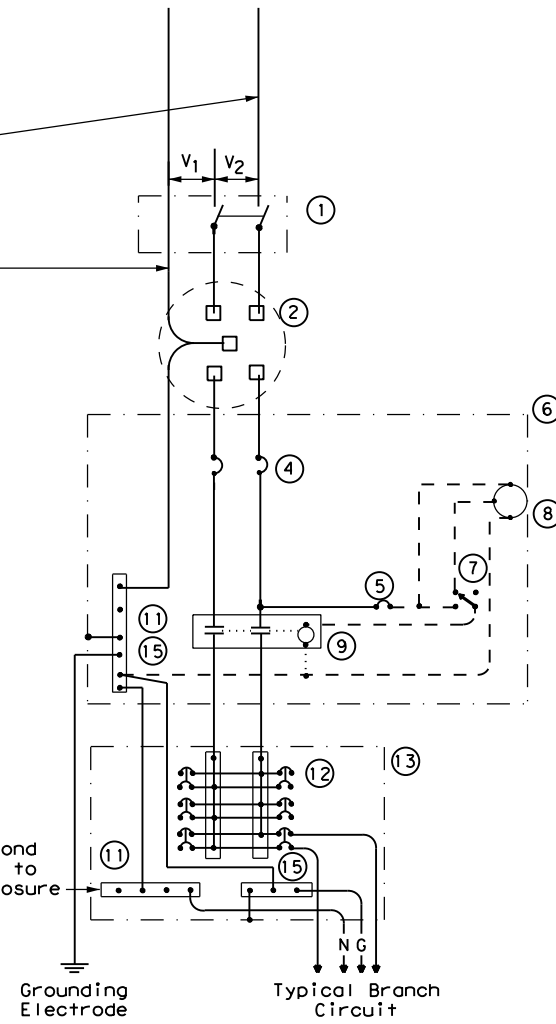 V1 V2
1
2
6
4
8
7
5
11
9
15
13
12
11
15
ond
to
osure
N G
Grounding
Electrode
Typical Branch
Circuit